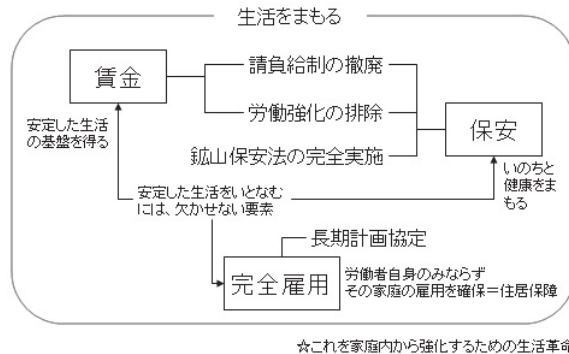 生活をまもる
賃金
請負給制の撤廃
労働強化の排除
鉱山保安法の完全実施
保安
安定した生活
の基盤を得る
いのちと
健康をま
もる
安定した生活をいとなむ
には、欠かせない要素
長期計画協定
完全雇用
労働者自身のみならず
その家庭の雇用を確保＝住居保障
☆これを家庭内から強化するための生活革命